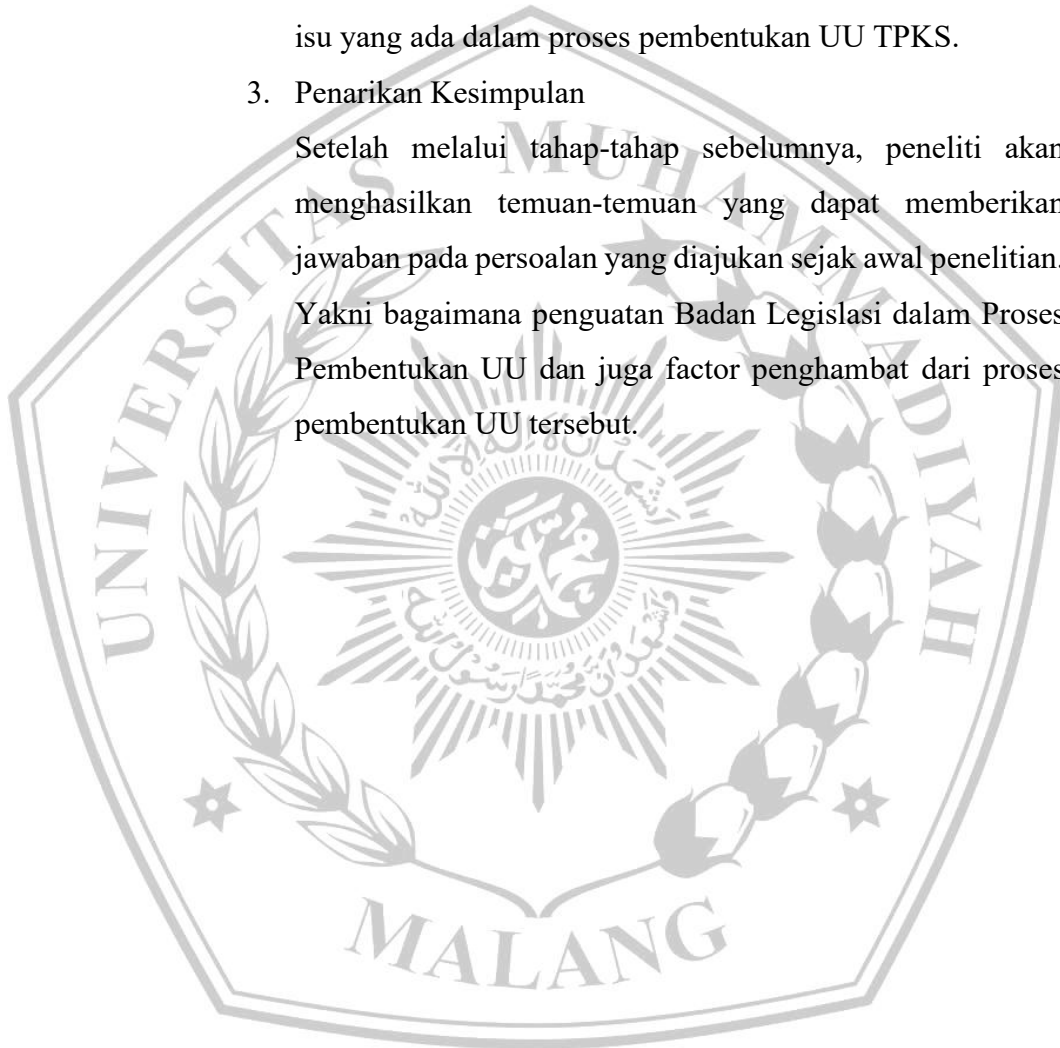 isu yang ada dalam proses pembentukan UU TPKS.
3. Penarikan Kesimpulan
Setelah melalui tahap-tahap sebelumnya, peneliti akan
menghasilkan temuan-temuan yang dapat memberikan
jawaban pada persoalan yang diajukan sejak awal penelitian.
Yakni bagaimana penguatan Badan Legislasi dalam Proses
Pembentukan UU dan juga factor penghambat dari proses
pembentukan UU tersebut.
UNIVERSITAS MUHAMMADIYAH
MALANG